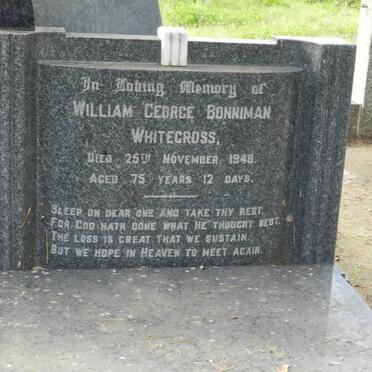 In Loving Memory of
WILLIAM GEORGE BONNIMAN
WHITECROSS,
DIED 25TH NOVEMBER 1948.
AGED 75 YEARS 12 DAYS.
SLEEP ON DEAR ONE AND TAKE THY REST.
FOR GOD HATH DONE WHAT HE THOUGHT BEST.
THE LOSS IS GREAT THAT WE SUSTAIN.
BUT WE HOPE IN HEAVEN TO MEET AGAIN.